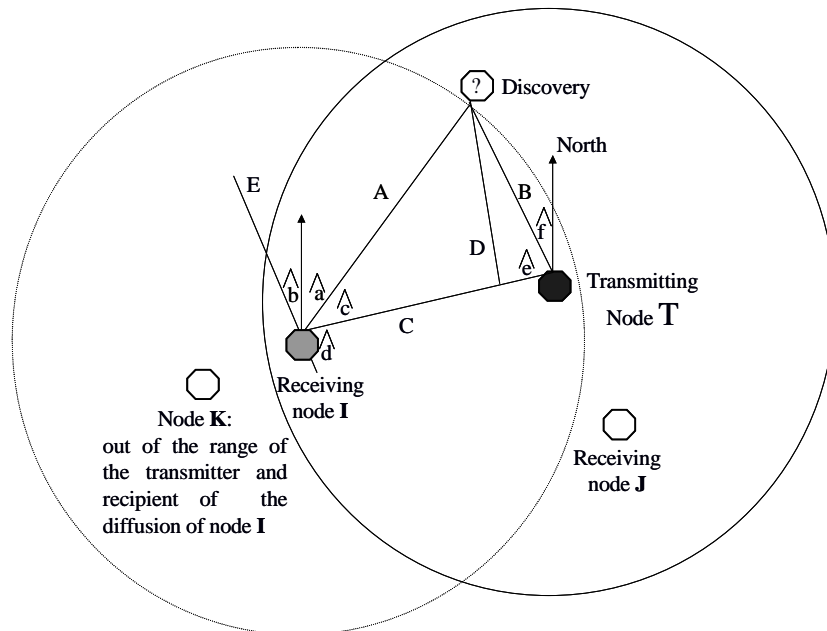 ? Discovery
North
E
A
B
f
D
e
b a
c
Transmitting
Node T
C
d
Receiving
node I
Node K:
out of the range of
the transmitter and
recipient of the
diffusion of node I
Receiving
node J